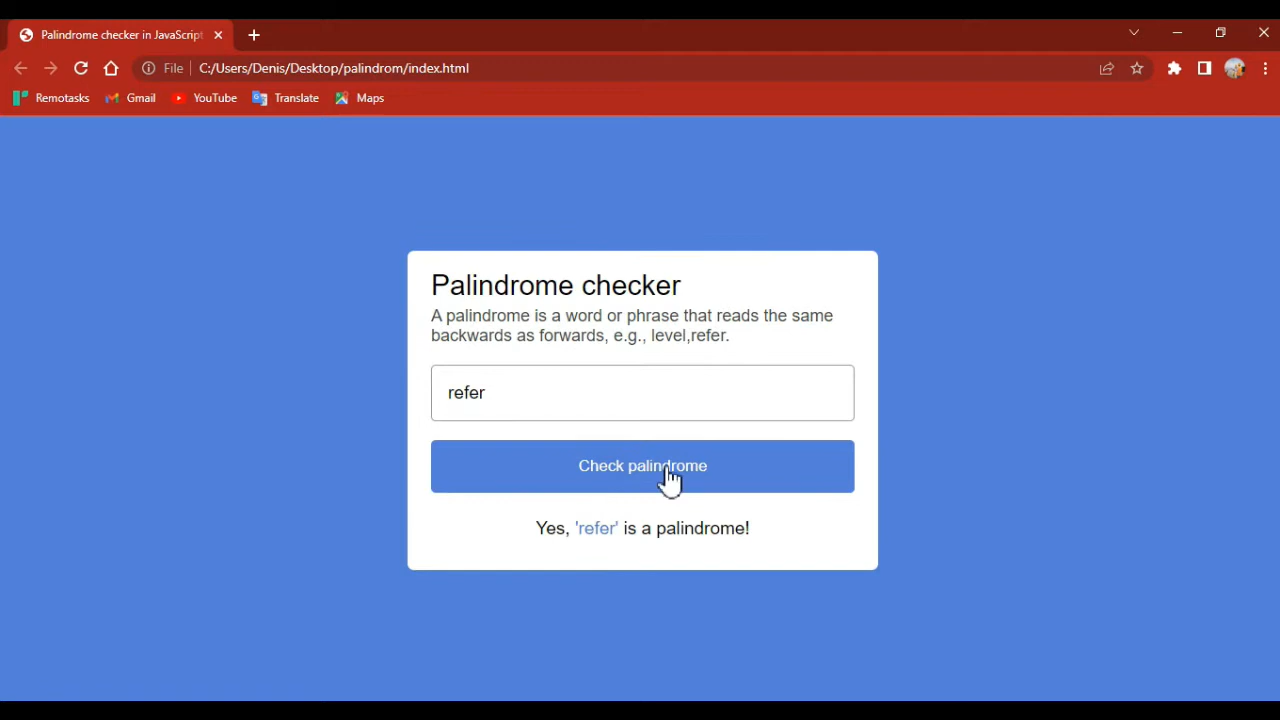 Palindrome checker in JavaScript
File
C:/Users/Denis/Desktop/palindrom/index.html
Remotasks Gmail YouTube Translate Maps
Palindrome checker
A palindrome is a word or phrase that reads the same
backwards as forwards, e.g., level,refer.
refer
Check palindrome
Yes, 'refer' is a palindrome!